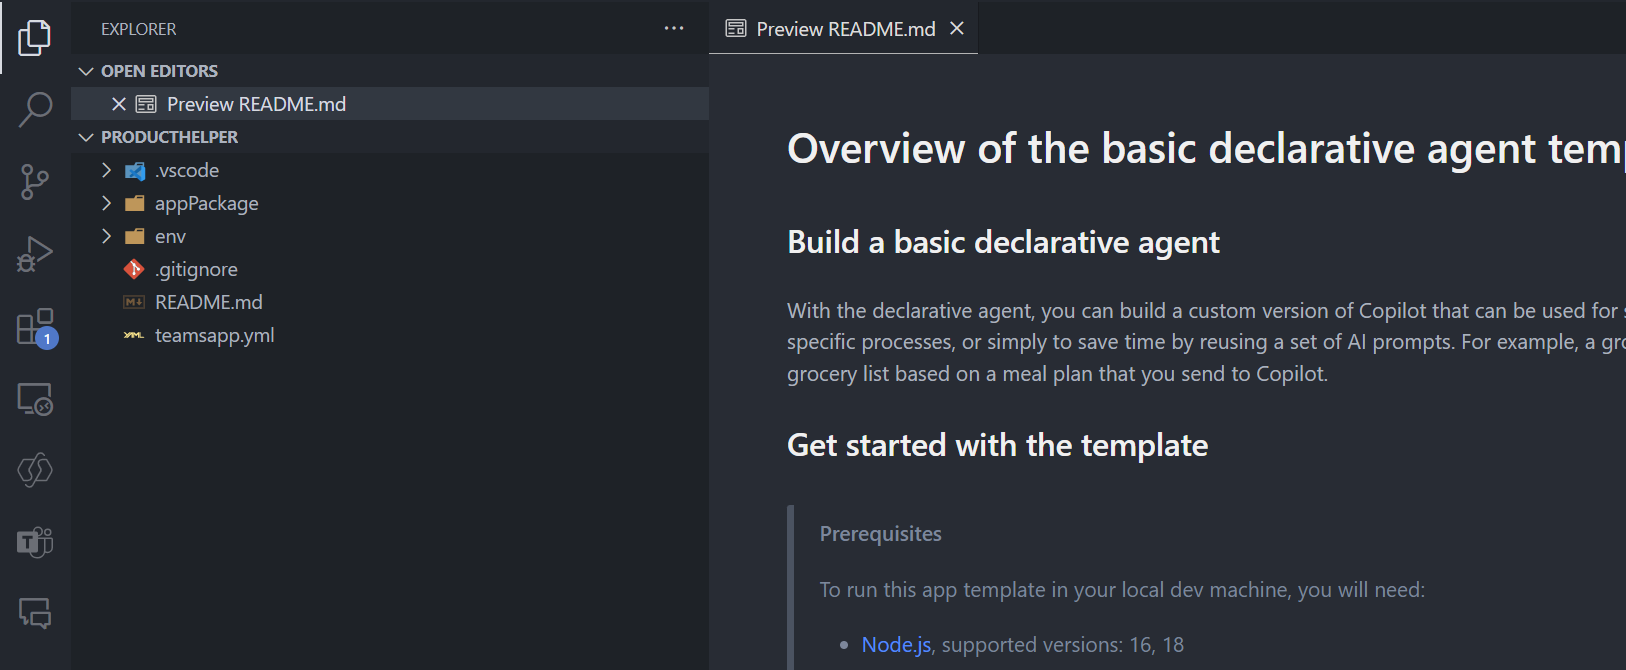 EXPLORER
OPEN EDITORS
Preview README.md
PRODUCTHELPER
.vscode
appPackage
env
.gitignore
README.md
teamsapp.yml
1
Preview README.md
Overview of the basic declarative agent temp
Build a basic declarative agent
With the declarative agent, you can build a custom version of Copilot that can be used for s
specific processes, or simply to save time by reusing a set of AI prompts. For example, a gro
grocery list based on a meal plan that you send to Copilot.
Get started with the template
Prerequisites
To run this app template in your local dev machine, you will need:
Node.js, supported versions: 16, 18